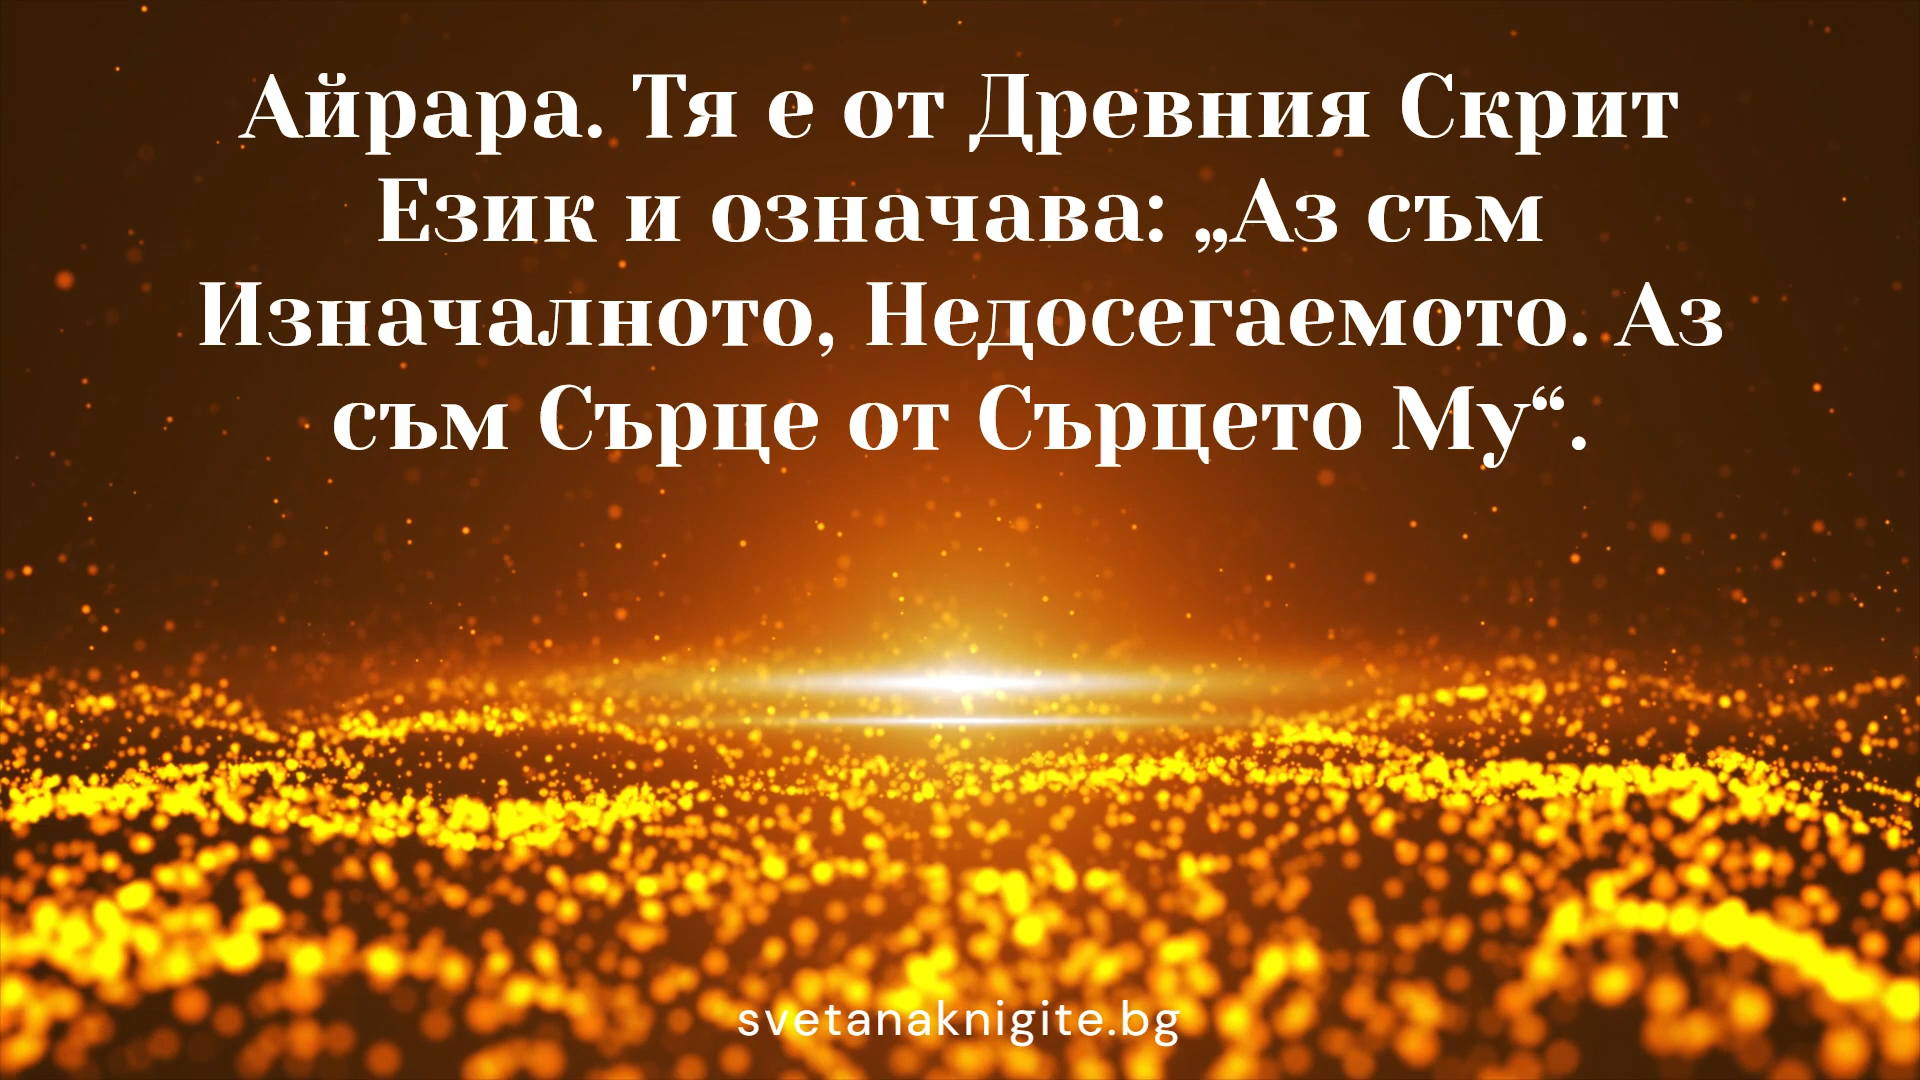 Айрара. Тя е от Древния Скрит
Език и означава: „Аз съм
Изначалното, Недосегаемото. Аз
съм Сърце от Сърцето Му“.
svetanaknigite.bg